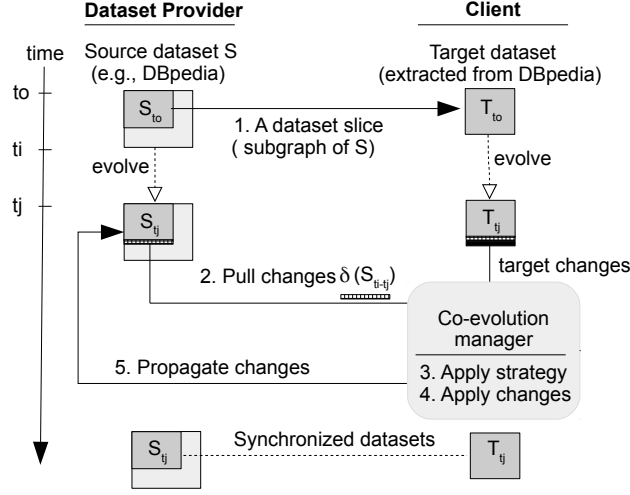 Dataset Provider
Client
time
Source dataset S
(e., DBpedia)
Target dataset
(extracted from DBpedia)
to
S to
T to
1. A dataset slice
( subgraph of S)
ti
evolve
evolve
tj
S tj
T tj
2. Pull changes δ (S ti-tj)
target changes
Co-evolution
manager
5. Propagate changes
3. Apply strategy
4. Apply changes
S tj
Synchronized datasets
T tj